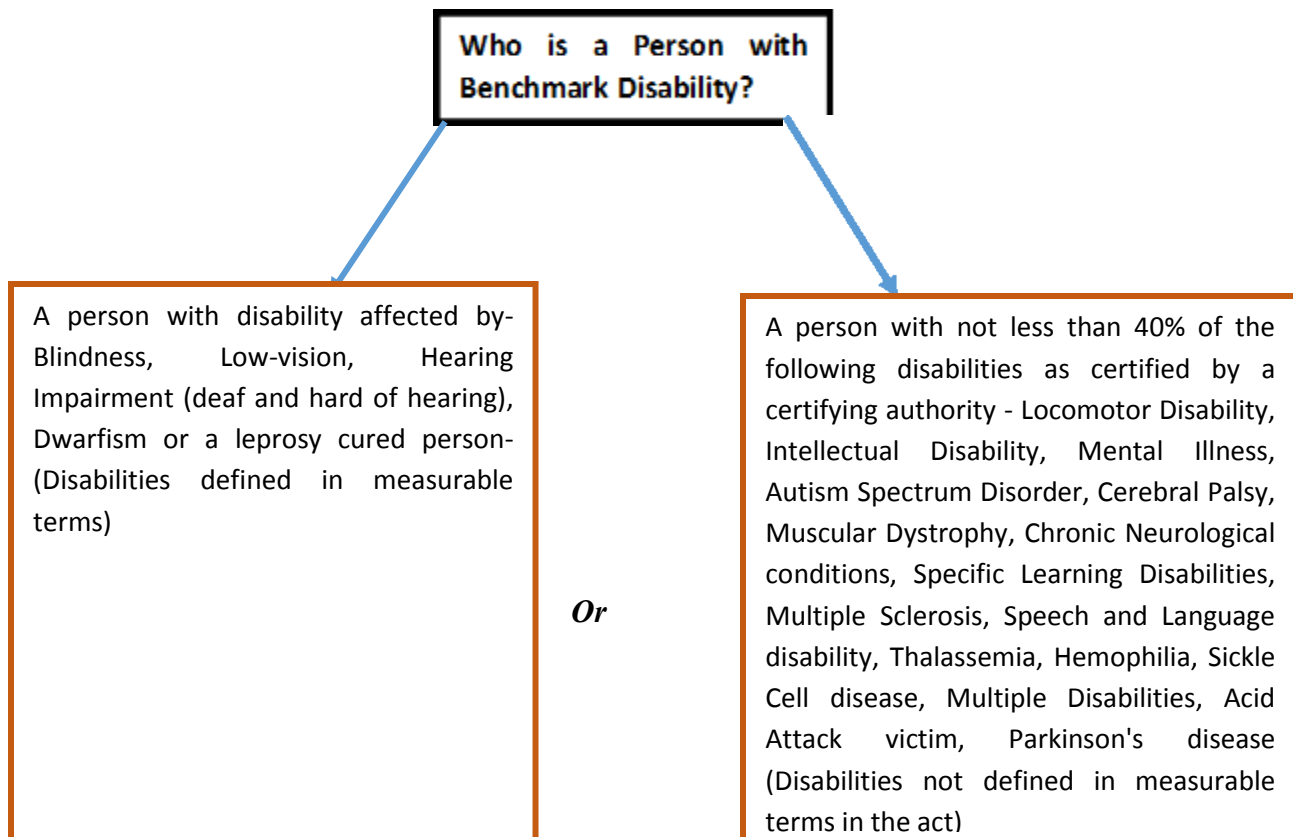 Who is a Person with
Benchmark Disability?
A person with disability affected by-
Blindness, Low-vision, Hearing
Impairment (deaf and hard of hearing),
Dwarfism or a leprosy cured person-
(Disabilities defined in measurable
terms)
Or
A person with not less than 40% of the
following disabilities as certified by a
certifying authority - Locomotor Disability,
Intellectual Disability, Mental Illness,
Autism Spectrum Disorder, Cerebral Palsy,
Muscular Dystrophy, Chronic Neurological
conditions, Specific Learning Disabilities,
Multiple Sclerosis, Speech and Language
disability, Thalassemia, Hemophilia, Sickle
Cell disease, Multiple Disabilities, Acid
Attack victim, Parkinson's disease
(Disabilities not defined in measurable
terms in the act)